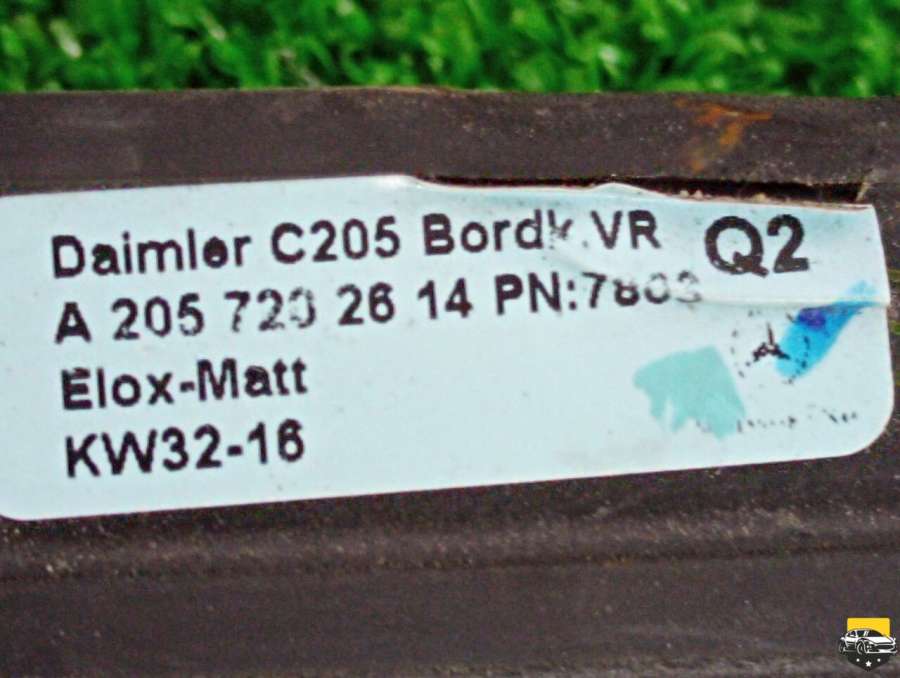 Daimler C205 Bordk.VR Q2
A 205 720 26 14 PN:7803
Elox-Matt
KW32-16